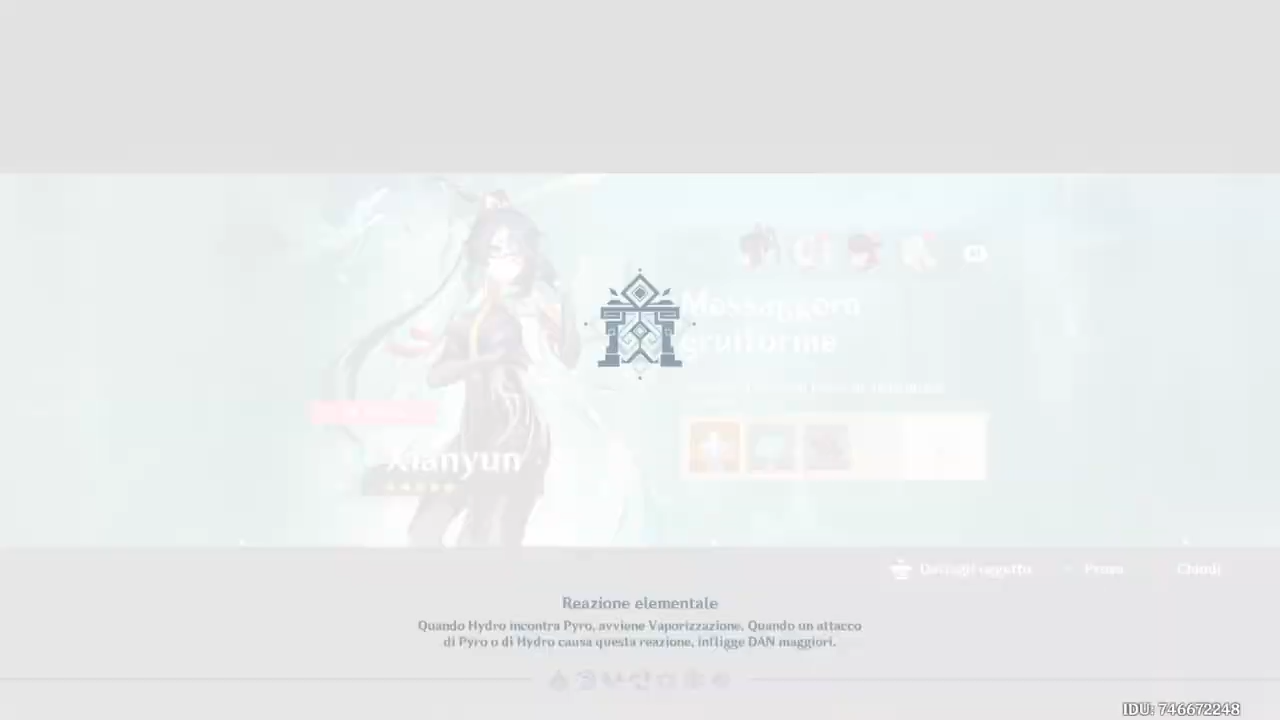 Messaggera
gruiforme
Xianyun
Dettagli oggetto
Prova
Chiudi
Reazione elementale
Quando Hydro incontra Pyro, avviene Vaporizzazione. Quando un attacco
di Pyro o di Hydro causa questa reazione, infligge DAN maggiori.
IDU: 746672248